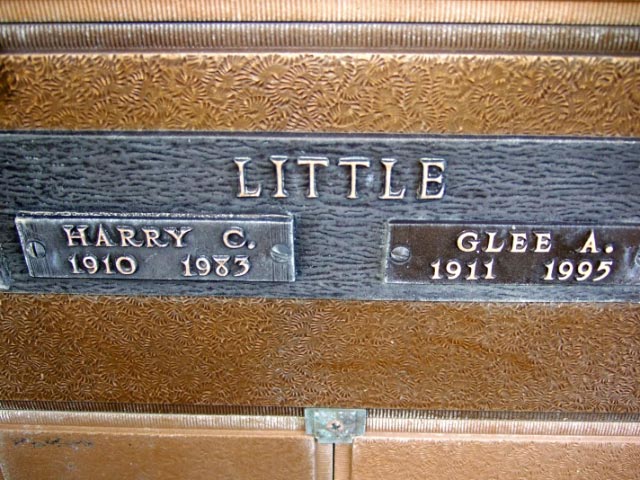 LITTLE
HARRY C.
1910 1983
GLEE A.
1911 1995